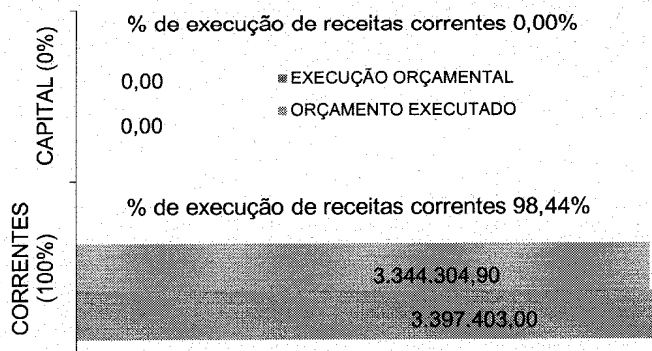 % de execução de receitas correntes 0,00%
CAPITAL (0%)
0,00
EXECUÇÃO ORÇAMENTAL
ORÇAMENTO EXECUTADO
0,00
% de execução de receitas correntes 98,44%
CORRENTES
(100%)
3.344.304,90
3.397.403,00